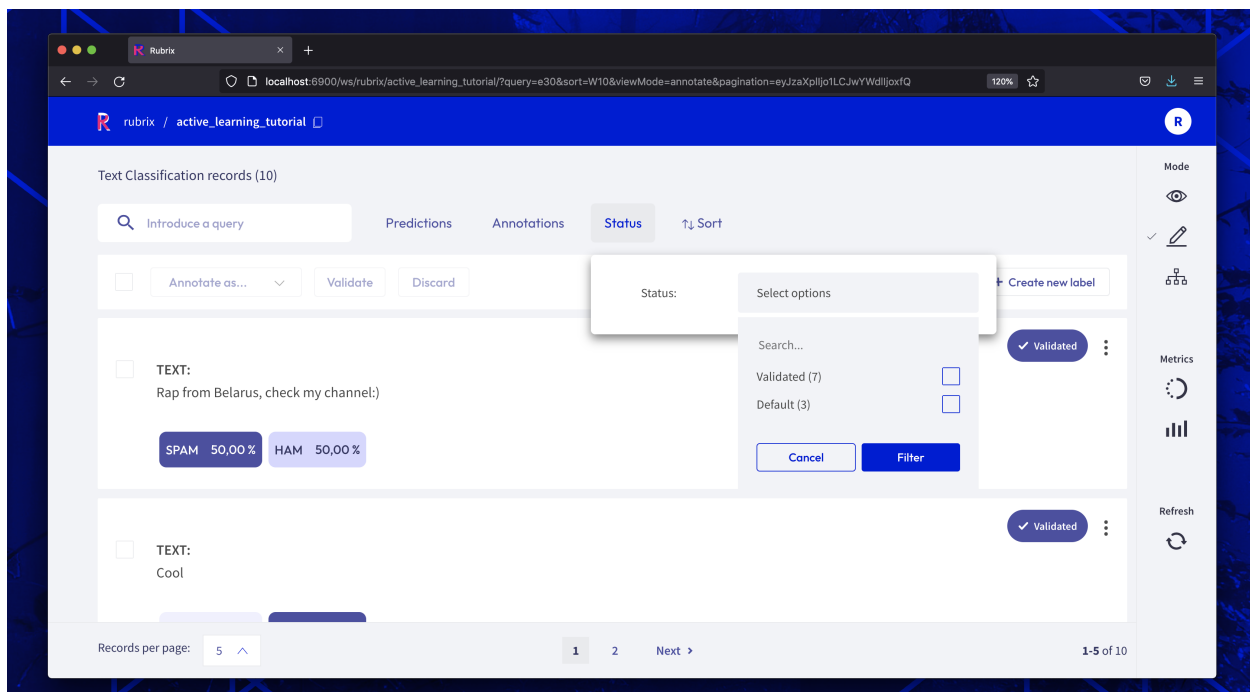 Rubrix
localhost:6900/ws/rubrix/active_learning_tutorial/?query=e30&sort=W10&viewMode=annotate&pagination=eyJzaXplIjo1LCJwYWdlIjoxfQ
120%
rubrix / active_learning_tutorial
R
Text Classification records (10)
Mode
Introduce a query
Predictions
Annotations
Status
Sort
Annotate as...
Validate
Discard
Status:
Select options
+ Create new label
Search...
Validated (7)
Default (3)
Cancel
Filter
Validated
TEXT:
Rap from Belarus, check my channel:)
SPAM 50,00 %
HAM 50,00 %
Metrics
Validated
TEXT:
Cool
Refresh
Records per page: 5
1 2 Next >
1-5 of 10